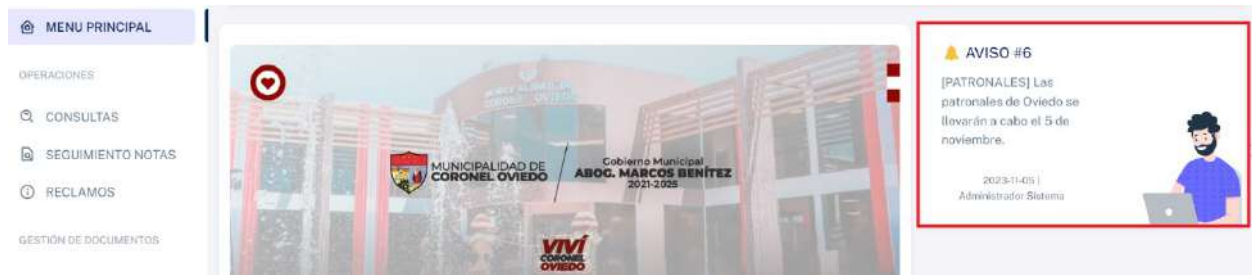 MENU PRINCIPAL
OPERACIONES
CONSULTAS
SEGUIMIENTO NOTAS
RECLAMOS
GESTIÓN DE DOCUMENTOS
MUNICIPALIDAD DE
CORONEL OVIEDO
Gobierno Municipal
ABOG. MARCOS BENÍTEZ
2021-2025
VIVÍ
CORONEL
OVIEDO
AVISO #6
[PATRONALES] Las
patronales de Oviedo se
llevarán a cabo el 5 de
noviembre.
2023-11-05 |
Administrador Sistema